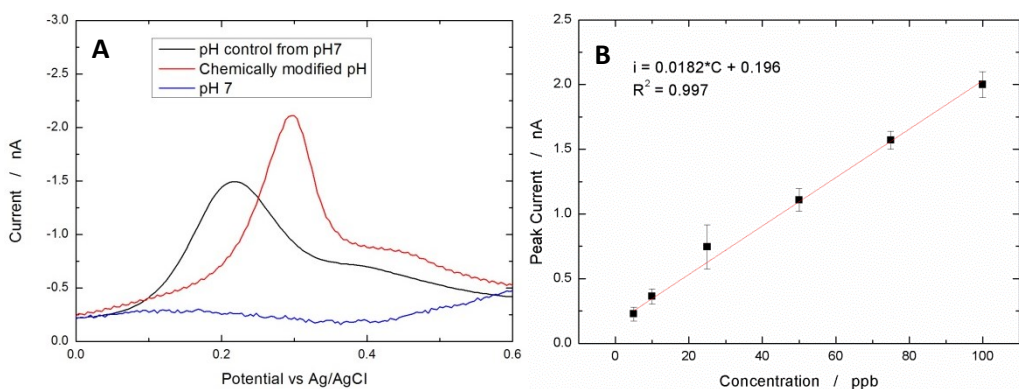 A
pH control from pH7
Chemically modified pH
pH 7
-3.0
-2.5
-2.0
-1.5
-1.0
-0.5
0.0
Current / nA
0.0 0.2 0.4 0.6
Potential vs Ag/AgCl
B
i = 0.0182*C + 0.196
R² = 0.997
2.5
2.0
1.5
1.0
0.5
0.0
Peak Current / nA
0 20 40 60 80 100
Concentration / ppb